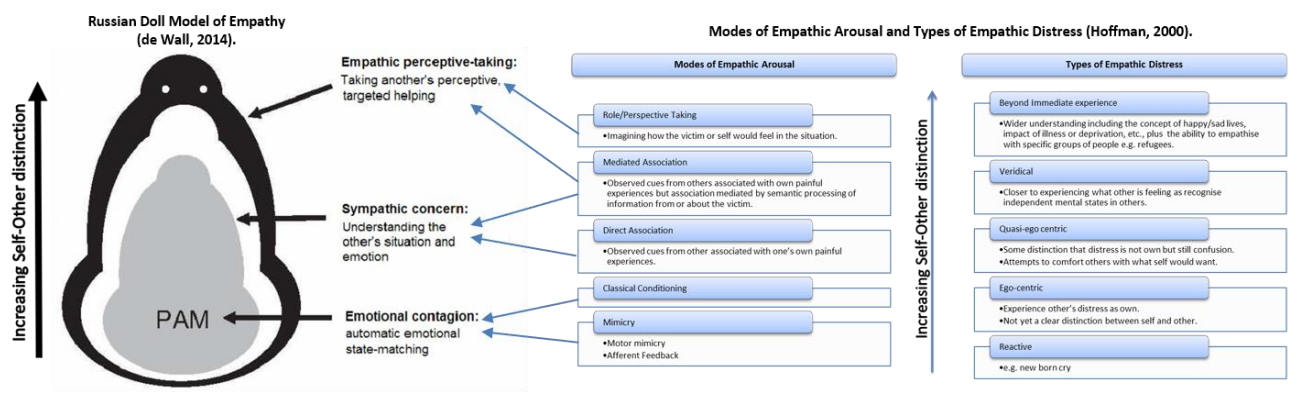 Russian Doll Model of Empathy
(de Wall, 2014).
Increasing Self-Other distinction
PAM
Empathic perceptive-taking:
Taking another's perceptive,
targeted helping
Sympathic concern:
Understanding the
other's situation and
emotion
Emotional contagion:
automatic emotional
state-matching
Modes of Empathic Arousal and Types of Empathic Distress (Hoffman, 2000).
Modes of Empathic Arousal
Role/Perspective Taking
•Imagining how the victim or self would feel in the situation.
Mediated Association
•Observed cues from others associated with own painful
experiences but association mediated by semantic processing of
information from or about the victim.
Direct Association
•Observed cues from other associated with one's own painful
experiences.
Classical Conditioning
Mimicry
•Motor mimicry
•Afferent Feedback
Increasing Self-Other distinction
Types of Empathic Distress
Beyond Immediate experience
•Wider understanding including the concept of happy/sad lives,
impact of illness or deprivation, etc., plus the ability to empathise
with specific groups of people e.g. refugees.
Veridical
•Closer to experiencing what other is feeling as recognise
independent mental states in others.
Quasi-ego centric
•Some distinction that distress is not own but still confusion.
•Attempts to comfort others with what self would want.
Ego-centric
•Experience other's distress as own.
•Not yet a clear distinction between self and other.
Reactive
•e.g. new born cry